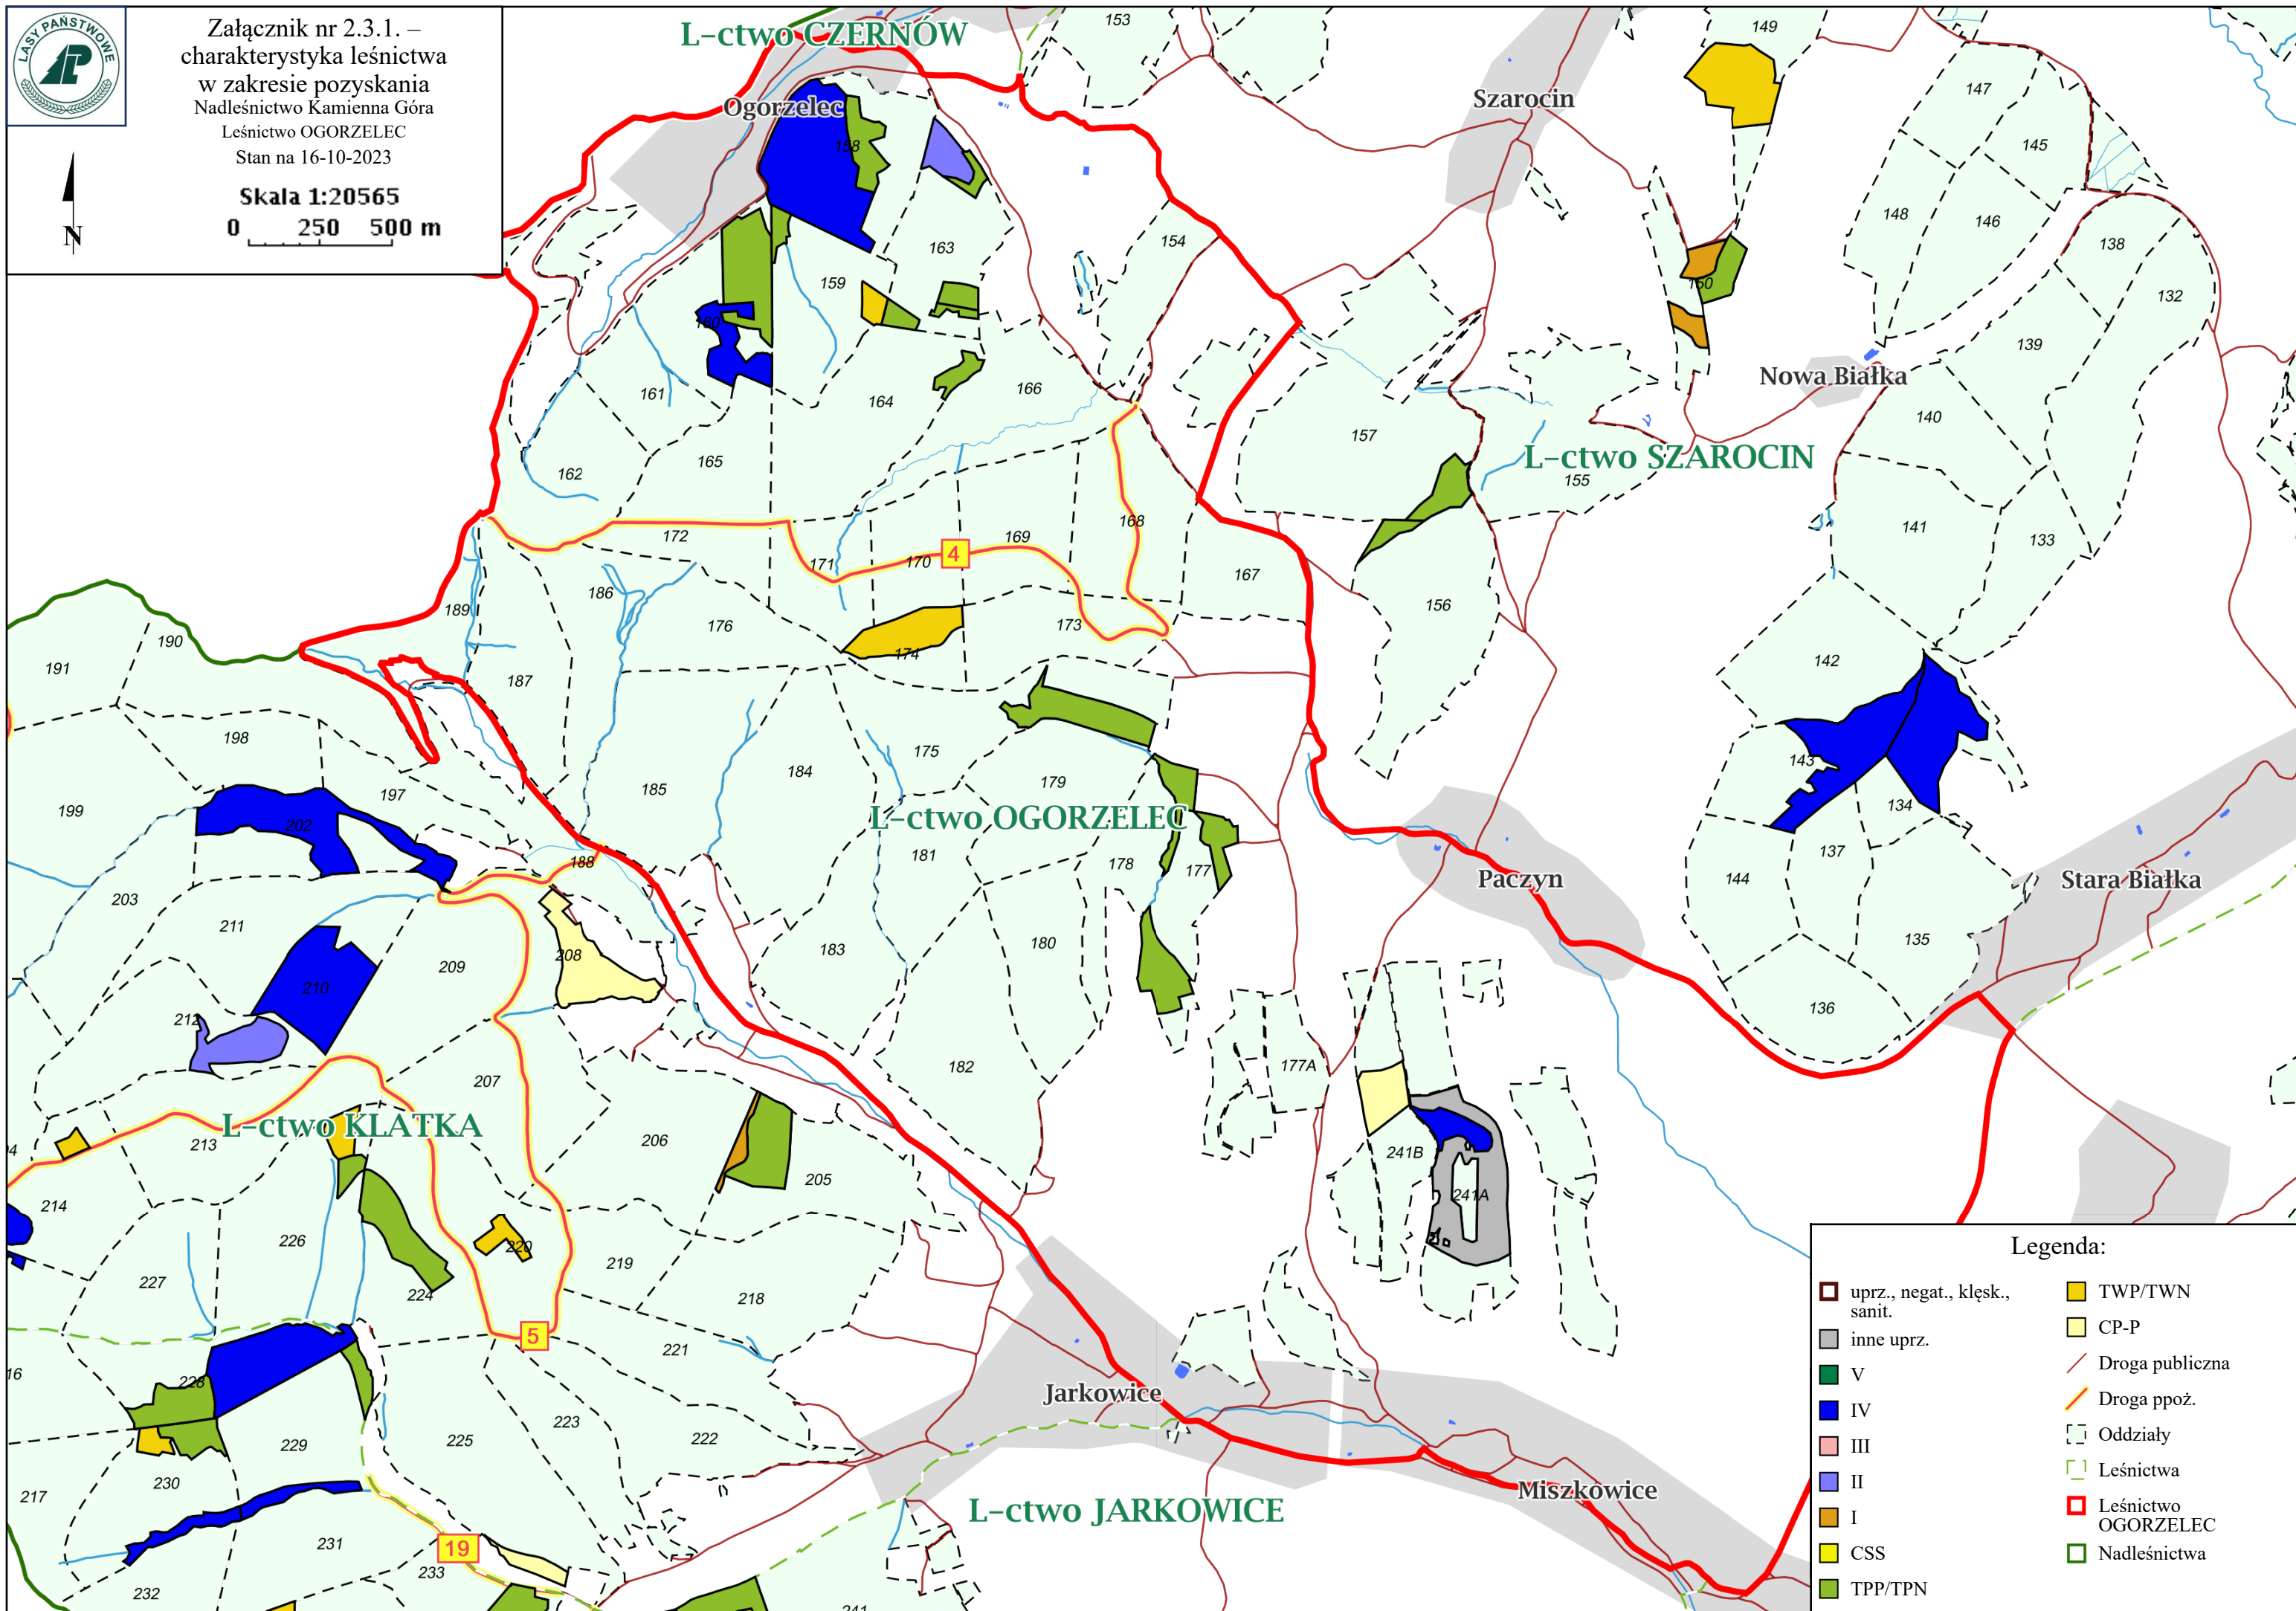 LASY PAŃSTWOWE
Załącznik nr 2.3.1. –
charakterystyka leśnictwa
w zakresie pozyskania
Nadleśnictwo Kamienna Góra
Leśnictwo OGORZELEC
Stan na 16-10-2023
Skala 1:20565
0 250 500 m
N
L-ctwo CZERNÓW
153
149
Ogorzelec
Szarocin
147
158
145
148
146
163
154
138
159
150
132
160
139
Nowa Białka
161
164
166
140
157
L-ctwo SZAROCIN
165
162
155
168
172
169
141
133
4
171
170
167
186
156
189
176
173
190
174
142
191
187
198
175
143
184
179
185
197
134
199
L-ctwo OGORZELEC
202
181
137
188
178
177
144
Paczyn
Stara Białka
203
211
180
135
183
208
209
210
136
212
182
177A
207
L-ctwo KLATKA
206
213
241B
205
241A
214
226
220
219
227
224
218
5
221
16
228
Jarkowice
223
222
225
229
230
217
Miszkowice
L-ctwo JARKOWICE
231
19
233
232
241
Legenda:
uprz., negat., klęsk.,
sanit.
inne uprz.
V
IV
III
II
I
CSS
TPP/TPN
TWP/TWN
CP-P
Droga publiczna
Droga ppoż.
Oddziały
Leśnictwa
Leśnictwo
OGORZELEC
Nadleśnictwa